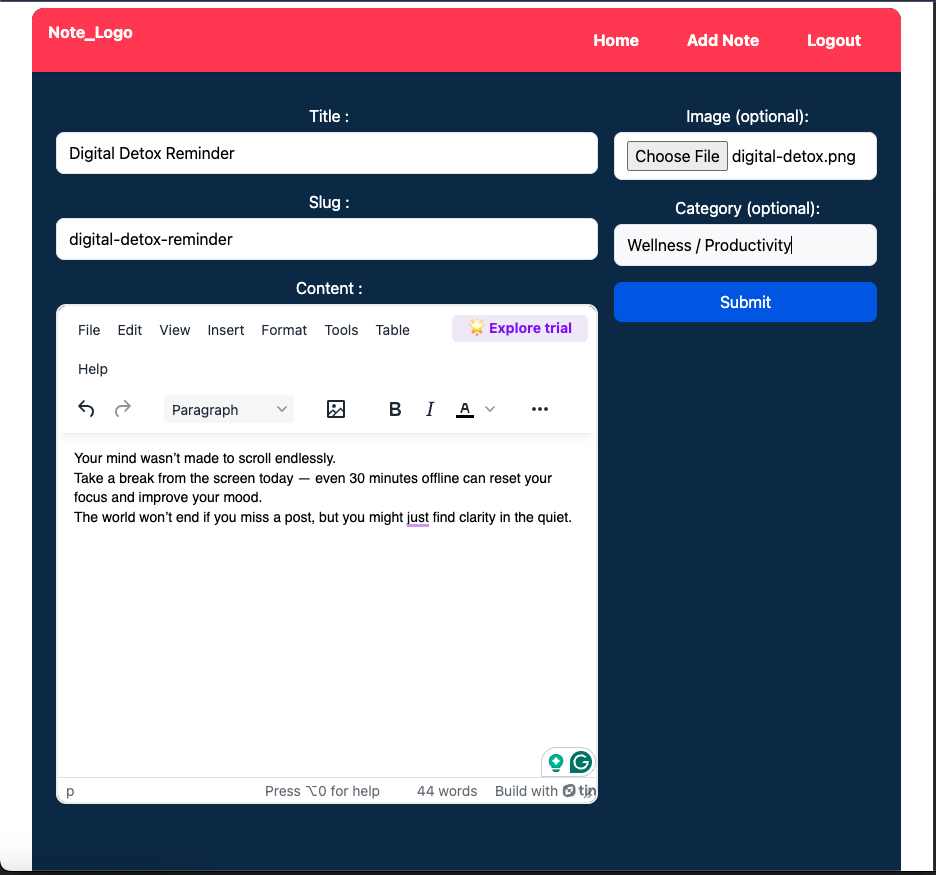 Note_Logo
Home Add Note Logout
Title :
Digital Detox Reminder
Slug :
digital-detox-reminder
Content :
File Edit View Insert Format Tools Table
Explore trial
Help
Paragraph
B I A
Your mind wasn’t made to scroll endlessly.
Take a break from the screen today — even 30 minutes offline can reset your
focus and improve your mood.
The world won’t end if you miss a post, but you might just find clarity in the quiet.
p
Press ⌥0 for help
44 words
Build with tin
Image (optional):
Choose File digital-detox.png
Category (optional):
Wellness / Productivity
Submit